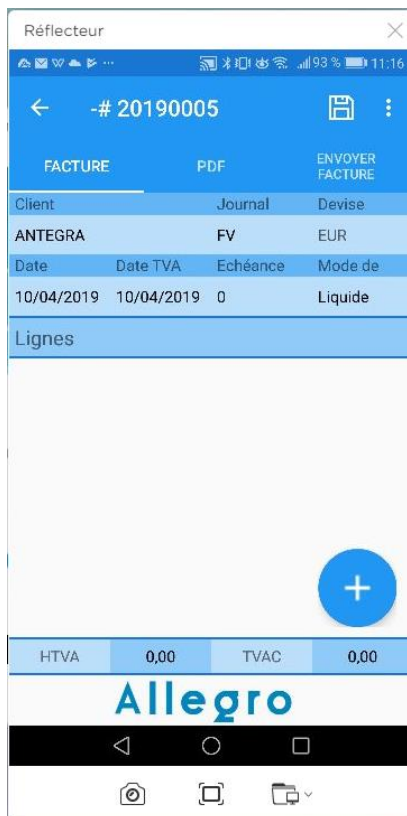 Réflecteur
93 % 11:16
-# 20190005
FACTURE PDF ENVOYER FACTURE
Client Journal Devise
ANTEGRA FV EUR
Date Date TVA Echéance Mode de
10/04/2019 10/04/2019 0 Liquide
Lignes
HTVA 0,00 TVAC 0,00
Allegro